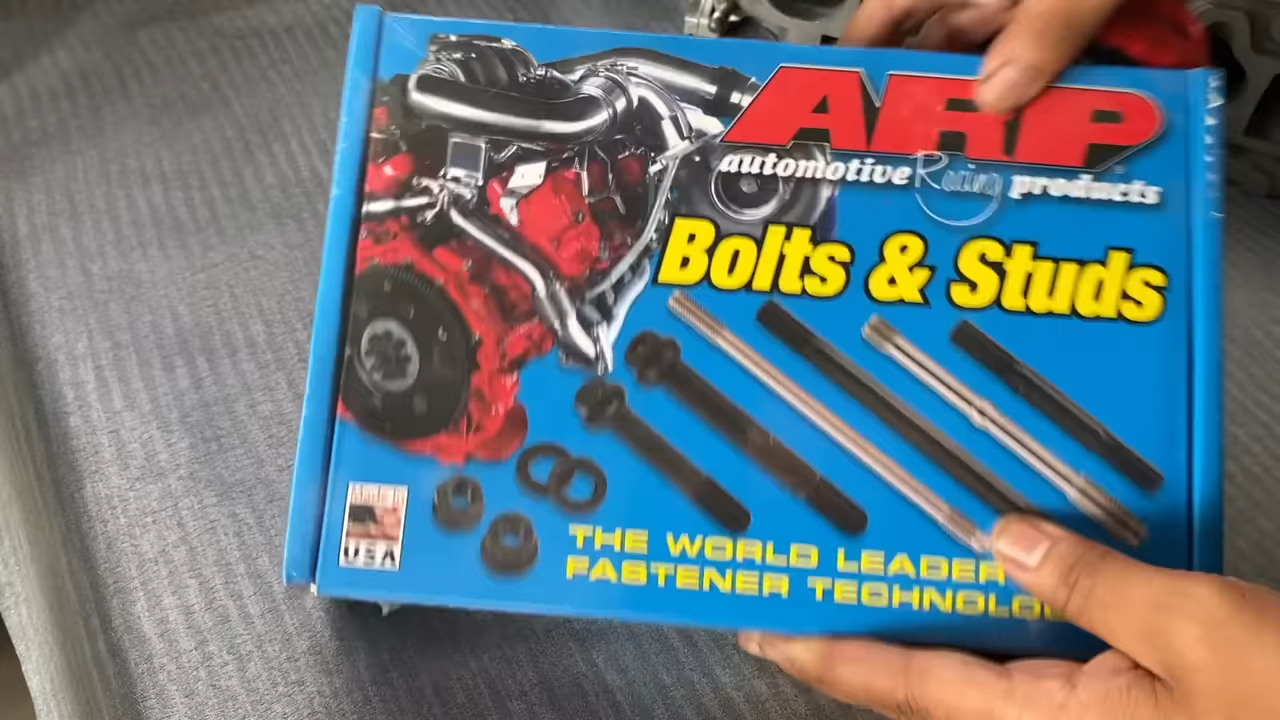 ARP
automotive Racing products
Bolts & Studs
Made in
USA
THE WORLD LEADER
FASTENER TECHNOLO